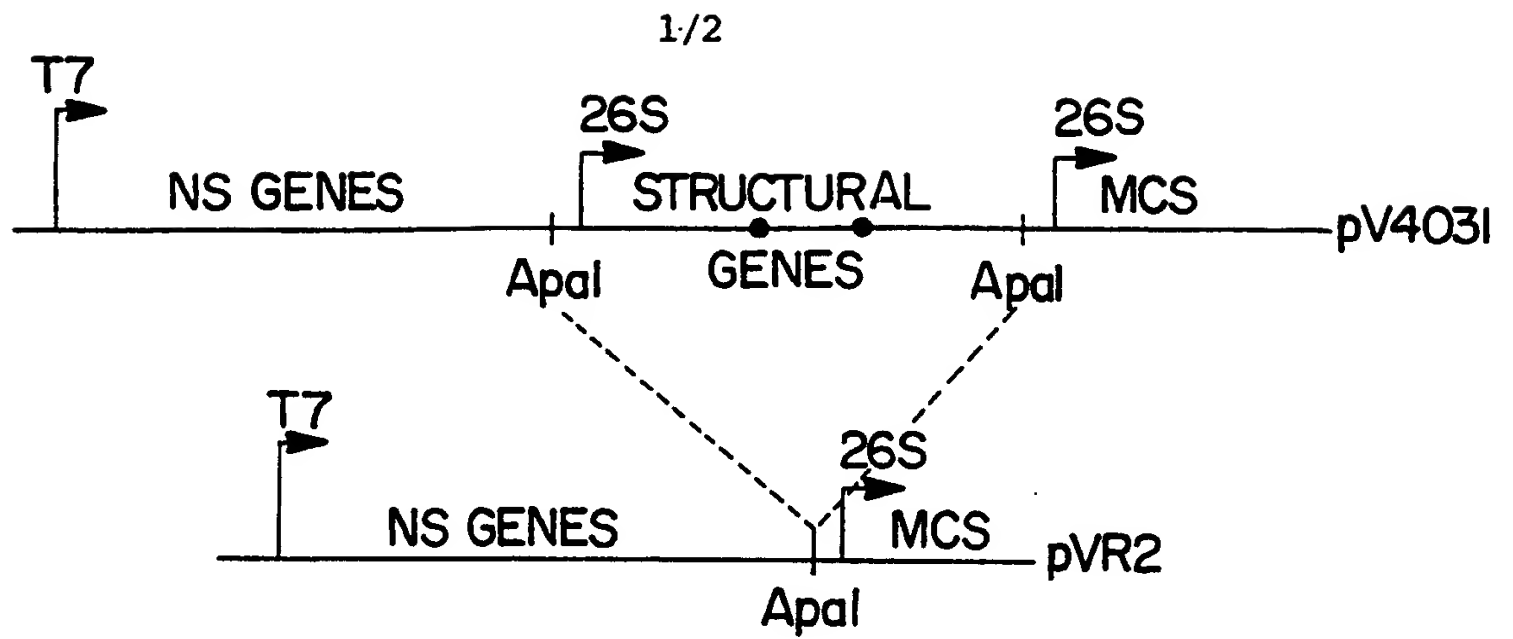 1/2
T7
26S
26S
NS GENES
STRUCTURAL
MCS
pV4031
GENES
ApaI
ApaI
T7
26S
NS GENES
MCS
pVR2
ApaI